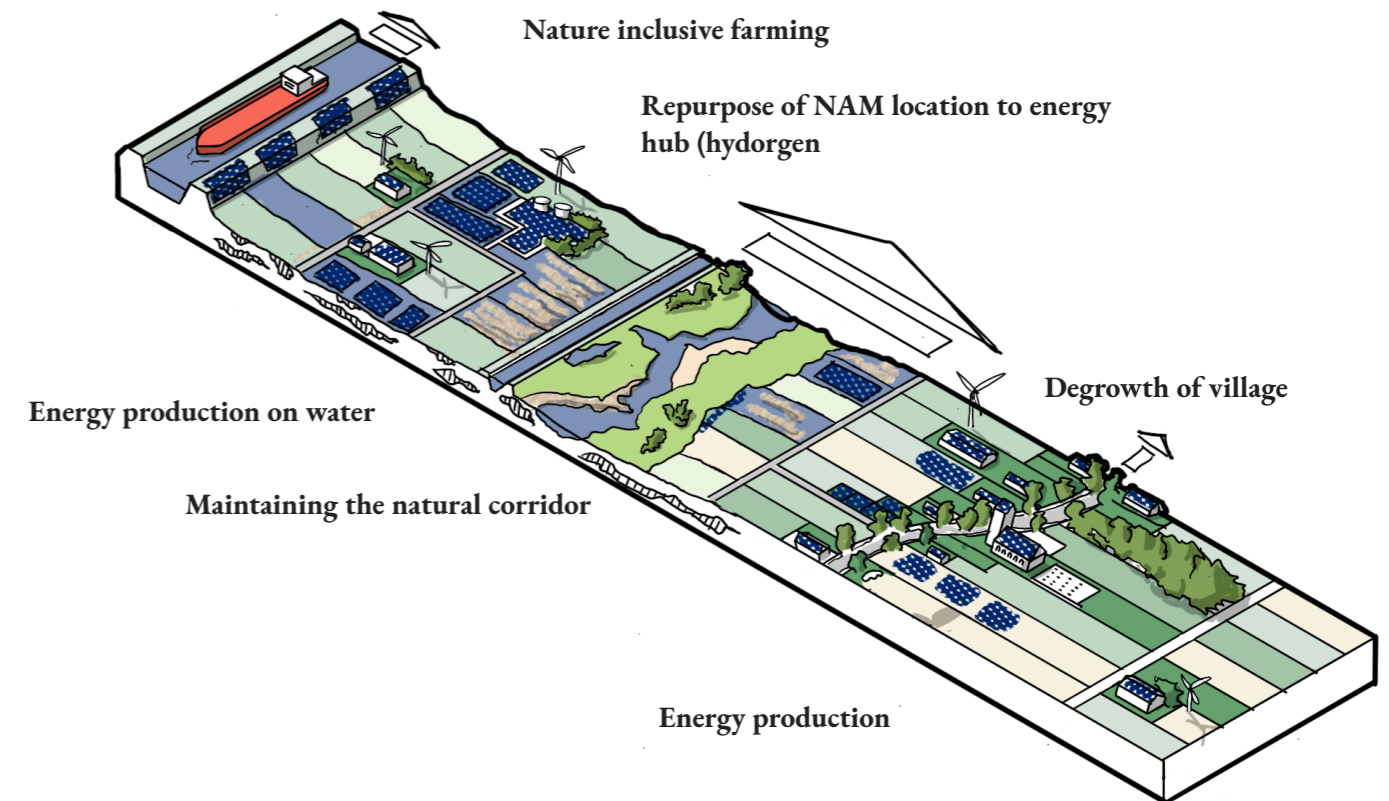 Nature inclusive farming
Repurpose of NAM location to energy
hub (hydorgen
Degrowth of village
Energy production on water
Maintaining the natural corridor
Energy production